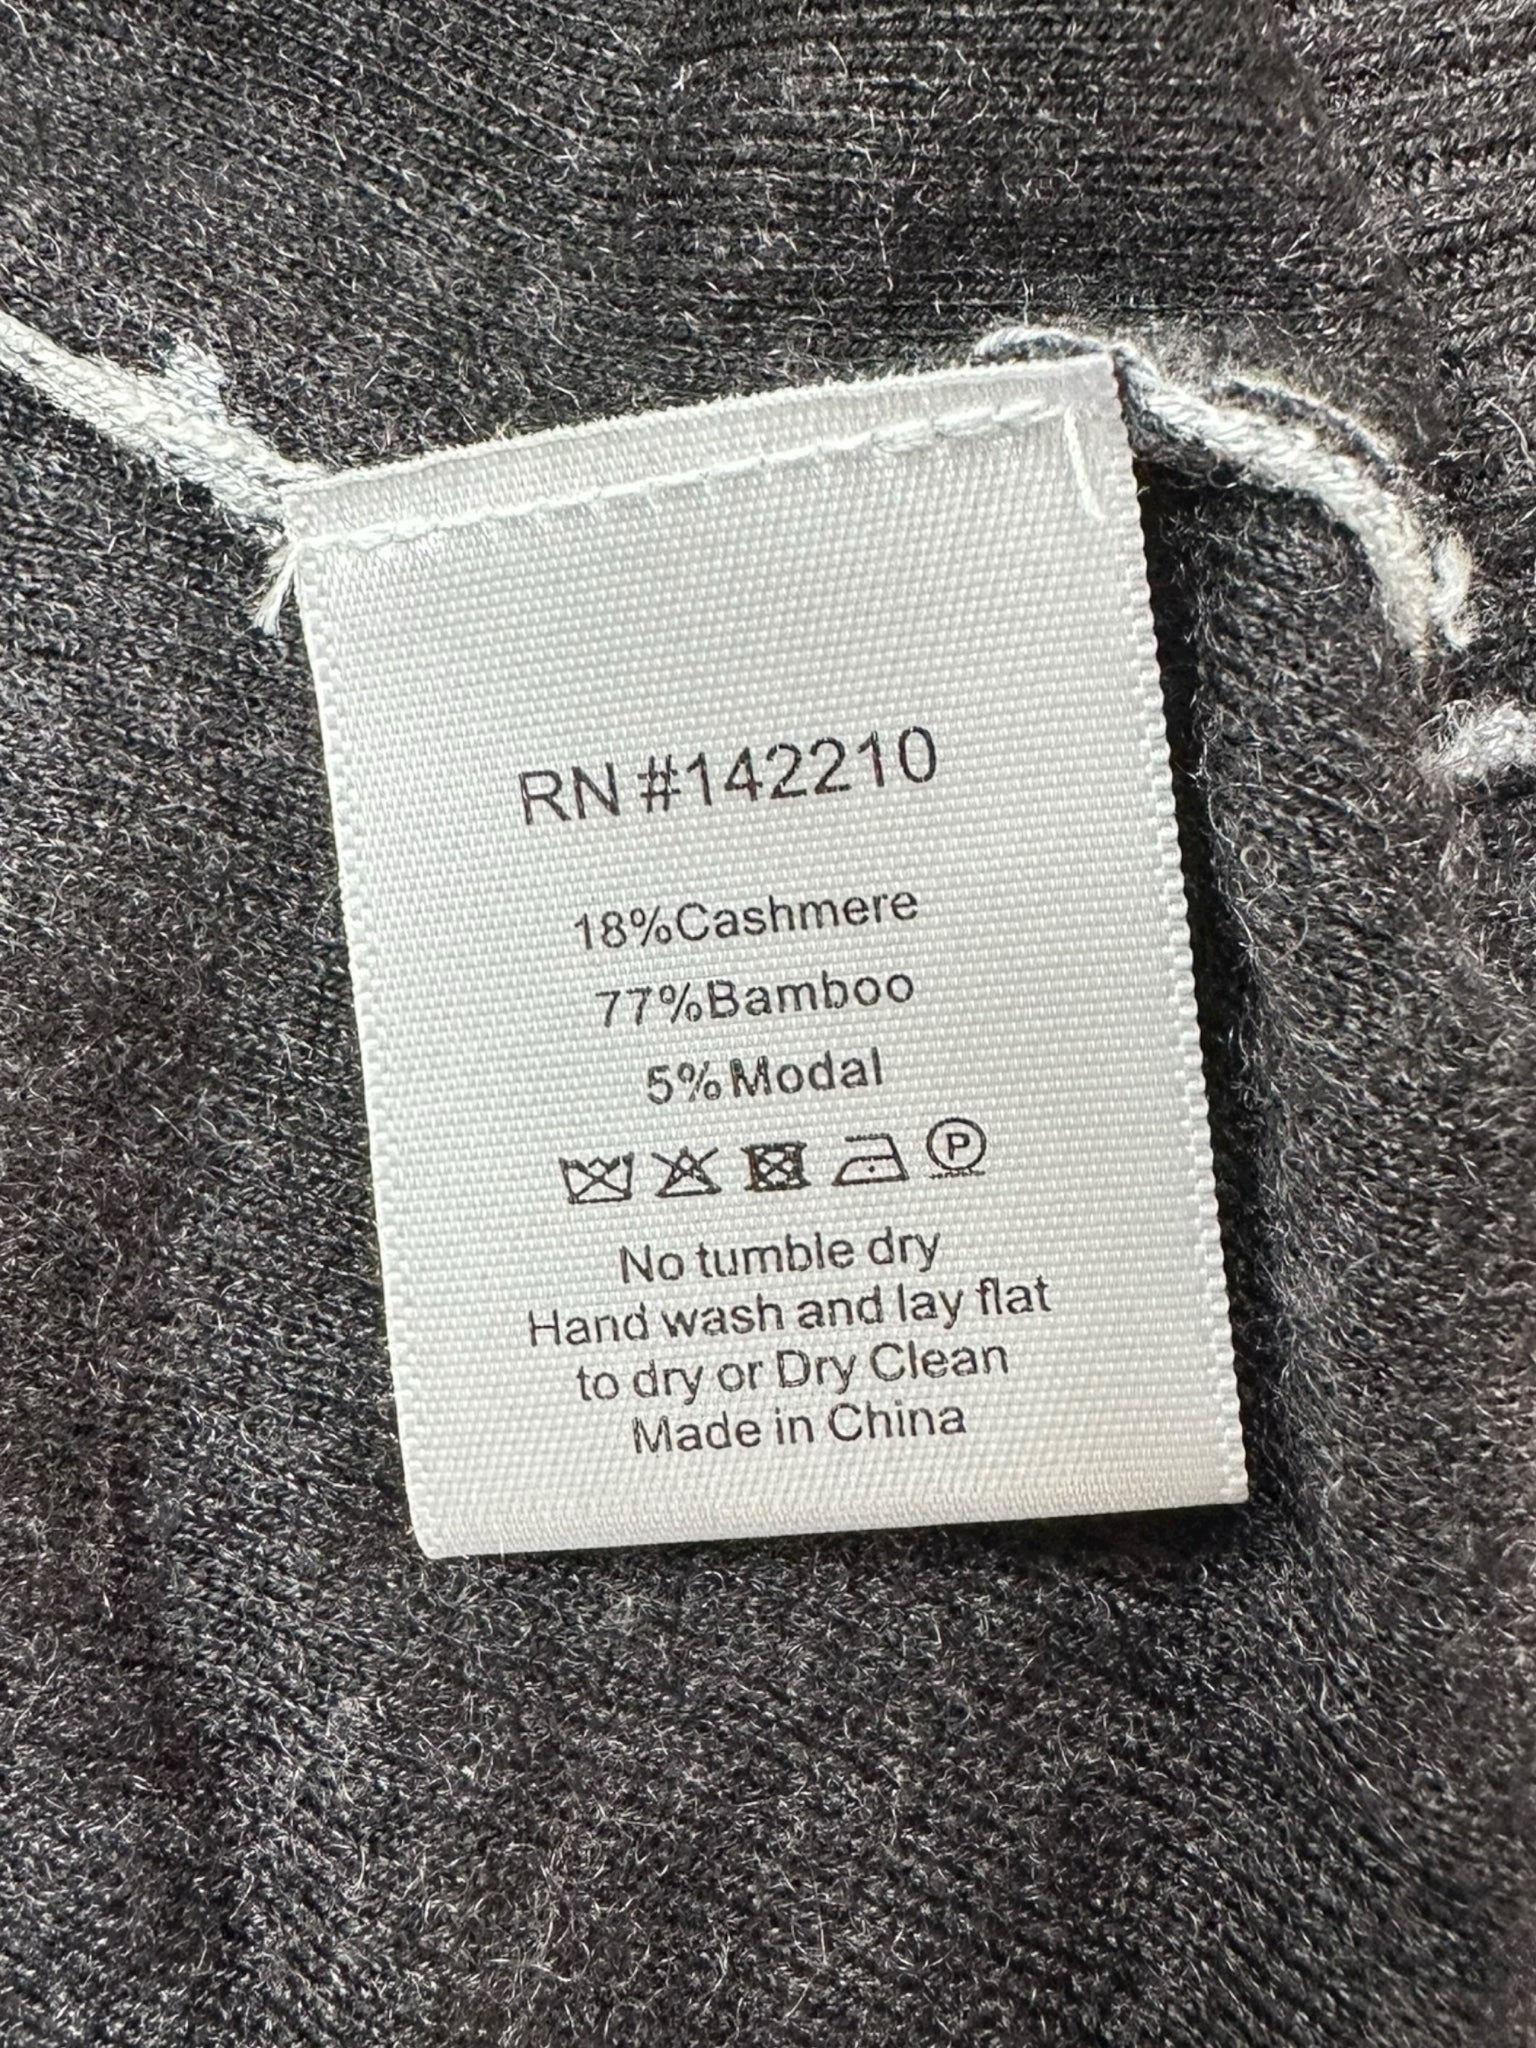 RN #142210
18%Cashmere
77%Bamboo
5%Modal
P
No tumble dry
Hand wash and lay flat
to dry or Dry Clean
Made in China